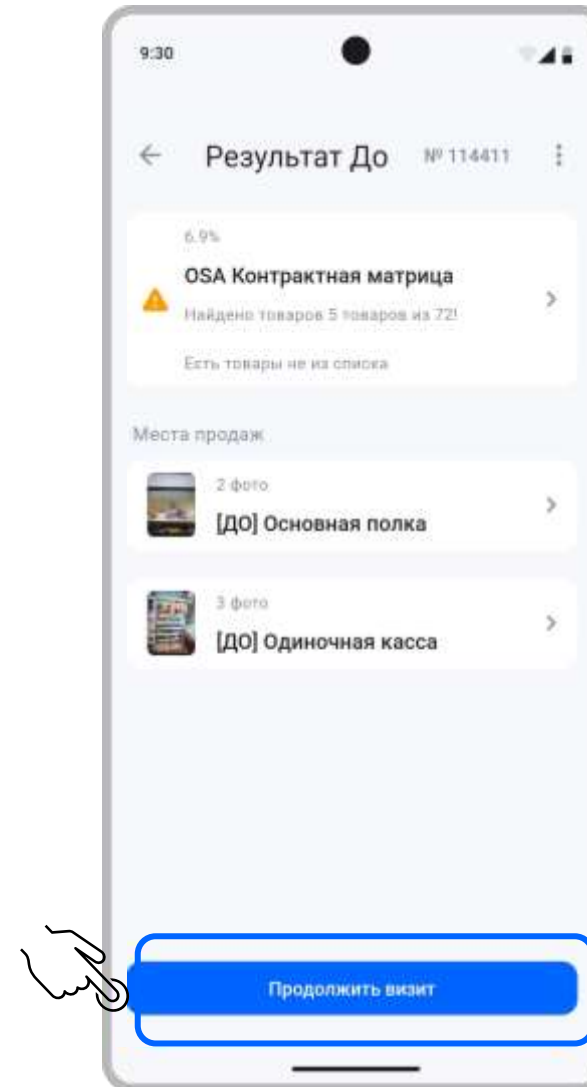 9:30
Результат До № 114411
6.9%
OSA Контрактная матрица
Найдено товаров 5 товаров из 72!
Есть товары не из списка
Места продаж
2 фото
[ДО] Основная полка
3 фото
[ДО] Одиночная касса
Продолжить визит